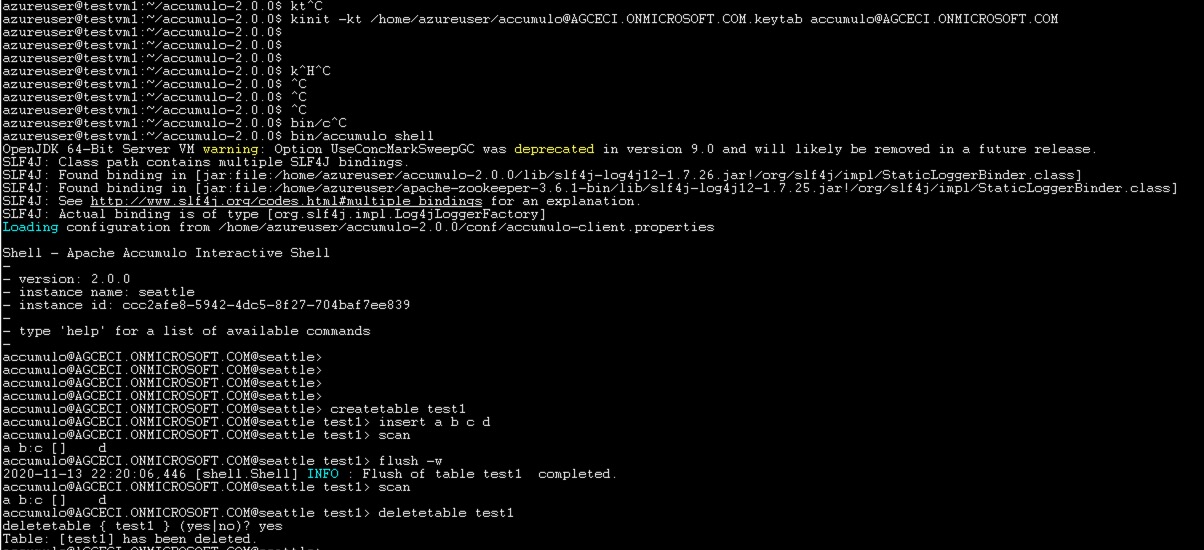 azureuser@testvm1:~/accumulo-2.0.0$ kt^C
azureuser@testvm1:~/accumulo-2.0.0$ kinit -kt /home/azureuser/accumulo@AGCECI.ONMICROSOFT.COM.keytab accumulo@AGCECI.ONMICROSOFT.COM
azureuser@testvm1:~/accumulo-2.0.0$
azureuser@testvm1:~/accumulo-2.0.0$
azureuser@testvm1:~/accumulo-2.0.0$
azureuser@testvm1:~/accumulo-2.0.0$ k^H^C
azureuser@testvm1:~/accumulo-2.0.0$ ^C
azureuser@testvm1:~/accumulo-2.0.0$ ^C
azureuser@testvm1:~/accumulo-2.0.0$ ^C
azureuser@testvm1:~/accumulo-2.0.0$ bin/c^C
azureuser@testvm1:~/accumulo-2.0.0$ bin/accumulo shell
OpenJDK 64-Bit Server VM warning: Option UseConcMarkSweepGC was deprecated in version 9.0 and will likely be removed in a future release.
SLF4J: Class path contains multiple SLF4J bindings.
SLF4J: Found binding in [jar:file:/home/azureuser/accumulo-2.0.0/lib/slf4j-log4j12-1.7.26.jar!/org/slf4j/impl/StaticLoggerBinder.class]
SLF4J: Found binding in [jar:file:/home/azureuser/apache-zookeeper-3.6.1-bin/lib/slf4j-log4j12-1.7.25.jar!/org/slf4j/impl/StaticLoggerBinder.class]
SLF4J: See http://www.slf4j.org/codes.html#multiple_bindings for an explanation.
SLF4J: Actual binding is of type [org.slf4j.impl.Log4jLoggerFactory]
Loading configuration from /home/azureuser/accumulo-2.0.0/conf/accumulo-client.properties

Shell - Apache Accumulo Interactive Shell
-
- version: 2.0.0
- instance name: seattle
- instance id: ccc2afe8-5942-4dc5-8f27-704baf7ee839
-
- type 'help' for a list of available commands
-
accumulo@AGCECI.ONMICROSOFT.COM@seattle>
accumulo@AGCECI.ONMICROSOFT.COM@seattle>
accumulo@AGCECI.ONMICROSOFT.COM@seattle>
accumulo@AGCECI.ONMICROSOFT.COM@seattle>
accumulo@AGCECI.ONMICROSOFT.COM@seattle> createtable test1
accumulo@AGCECI.ONMICROSOFT.COM@seattle test1> insert a b c d
accumulo@AGCECI.ONMICROSOFT.COM@seattle test1> scan
a b:c []    d
accumulo@AGCECI.ONMICROSOFT.COM@seattle test1> flush -w
2020-11-13 22:20:06,446 [shell.Shell] INFO : Flush of table test1  completed.
accumulo@AGCECI.ONMICROSOFT.COM@seattle test1> scan
a b:c []    d
accumulo@AGCECI.ONMICROSOFT.COM@seattle test1> deletetable test1
deletetable { test1 } (yes|no)? yes
Table: [test1] has been deleted.